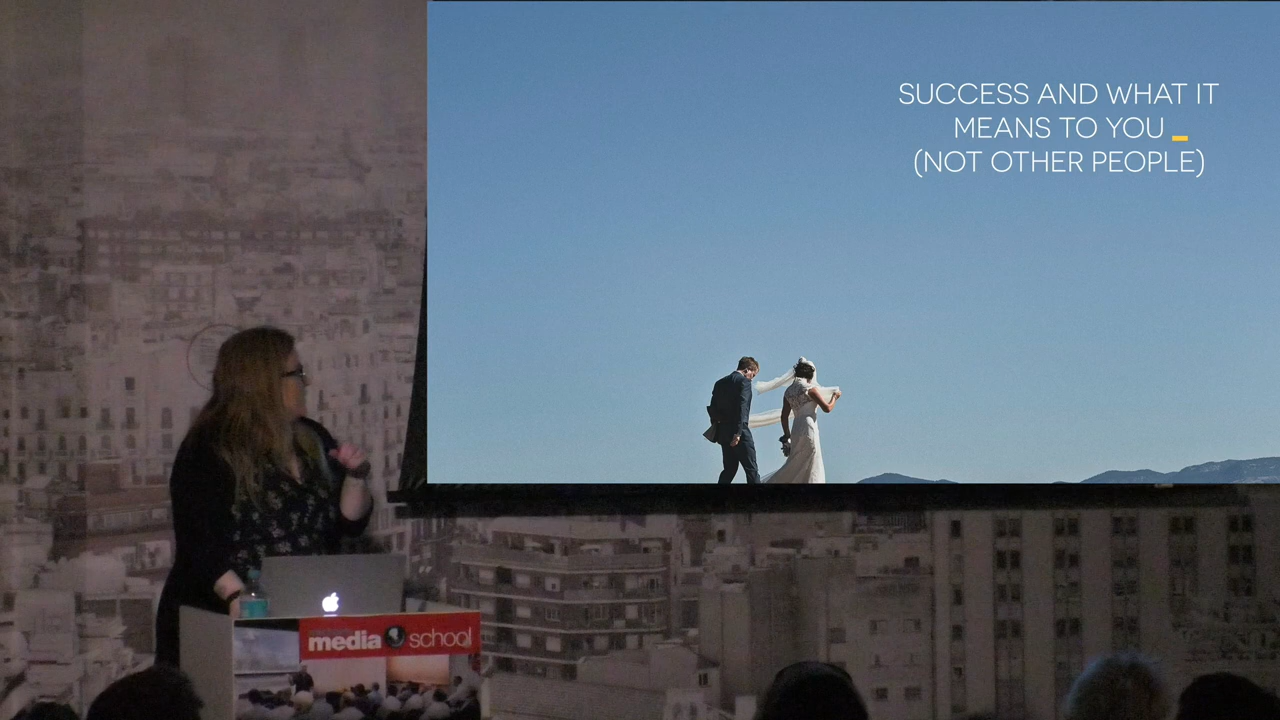 SUCCESS AND WHAT IT
MEANS TO YOU _
(NOT OTHER PEOPLE)
media school